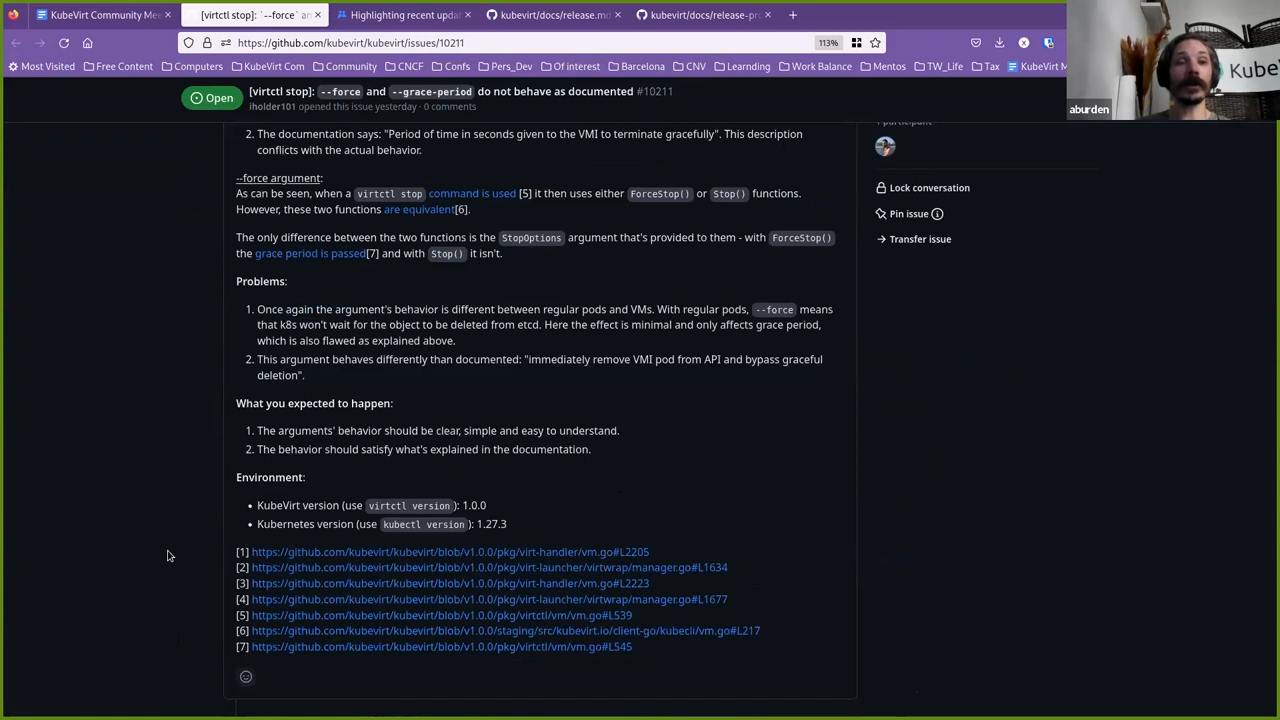 KubeVirt Community Mee
[virtctl stop]: `--force` an
Highlighting recent updat
kubevirt/docs/release.md
kubevirt/docs/release-pro
https://github.com/kubevirt/kubevirt/issues/10211
113%
Most Visited
Free Content
Computers
KubeVirt Com
Community
CNCF
Confs
Pers_Dev
Of interest
Barcelona
CNV
Learnding
Work Balance
Mentos
TW_Life
Tax
KubeVirt M
KubeV
aburden
Open
[virtctl stop]: --force and --grace-period do not behave as documented #10211
iholder101 opened this issue yesterday · 0 comments
2. The documentation says: "Period of time in seconds given to the VMI to terminate gracefully". This description
conflicts with the actual behavior.
--force argument:
As can be seen, when a virtctl stop command is used [5] it then uses either ForceStop() or Stop() functions.
However, these two functions are equivalent[6].
The only difference between the two functions is the StopOptions argument that's provided to them - with ForceStop()
the grace period is passed[7] and with Stop() it isn't.
Problems:
1. Once again the argument's behavior is different between regular pods and VMs. With regular pods, --force means
that k8s won't wait for the object to be deleted from etcd. Here the effect is minimal and only affects grace period,
which is also flawed as explained above.
2. This argument behaves differently than documented: "immediately remove VMI pod from API and bypass graceful
deletion".
What you expected to happen:
1. The arguments' behavior should be clear, simple and easy to understand.
2. The behavior should satisfy what's explained in the documentation.
Environment:
• KubeVirt version (use virtctl version): 1.0.0
• Kubernetes version (use kubectl version): 1.27.3
[1] https://github.com/kubevirt/kubevirt/blob/v1.0.0/pkg/virt-handler/vm.go#L2205
[2] https://github.com/kubevirt/kubevirt/blob/v1.0.0/pkg/virt-launcher/virtwrap/manager.go#L1634
[3] https://github.com/kubevirt/kubevirt/blob/v1.0.0/pkg/virt-handler/vm.go#L2223
[4] https://github.com/kubevirt/kubevirt/blob/v1.0.0/pkg/virt-launcher/virtwrap/manager.go#L1677
[5] https://github.com/kubevirt/kubevirt/blob/v1.0.0/pkg/virtctl/vm/vm.go#L539
[6] https://github.com/kubevirt/kubevirt/blob/v1.0.0/staging/src/kubevirt.io/client-go/kubecli/vm.go#L217
[7] https://github.com/kubevirt/kubevirt/blob/v1.0.0/pkg/virtctl/vm/vm.go#L545
Lock conversation
Pin issue
Transfer issue